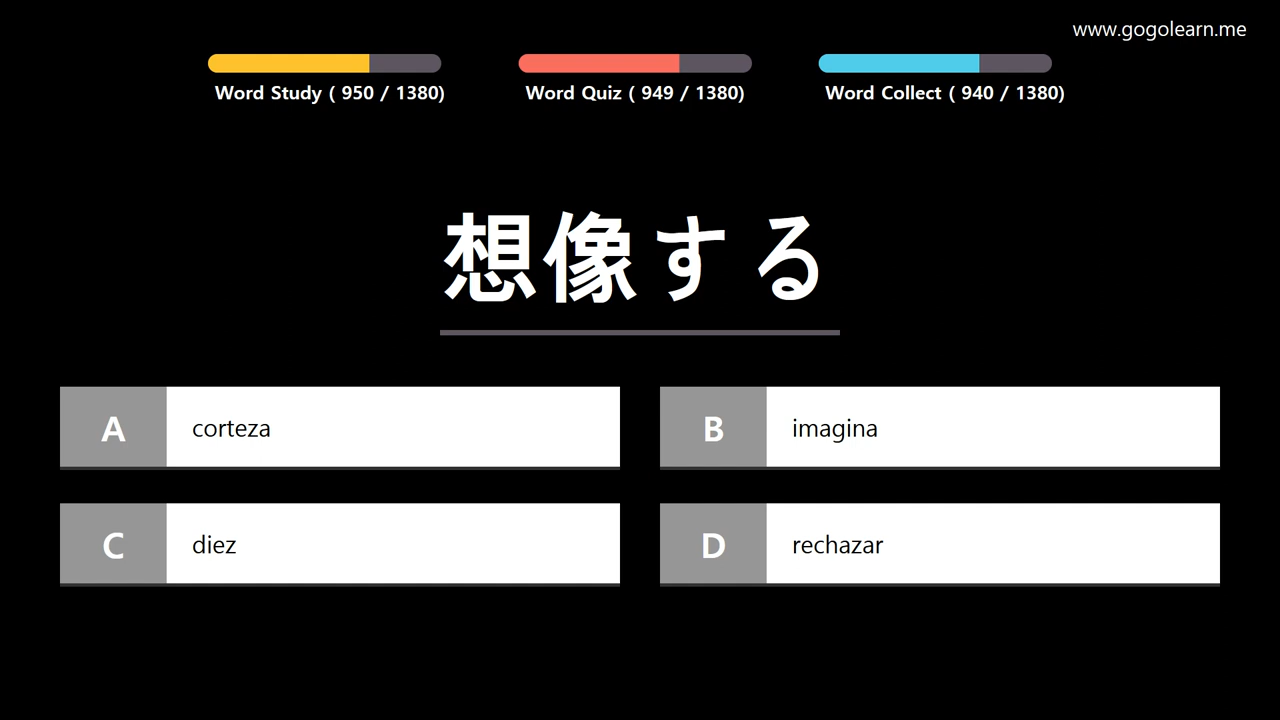 www.gogolearn.me
Word Study ( 950 / 1380)
Word Quiz ( 949 / 1380)
Word Collect ( 940 / 1380)
想像する
A corteza
B imagina
C diez
D rechazar